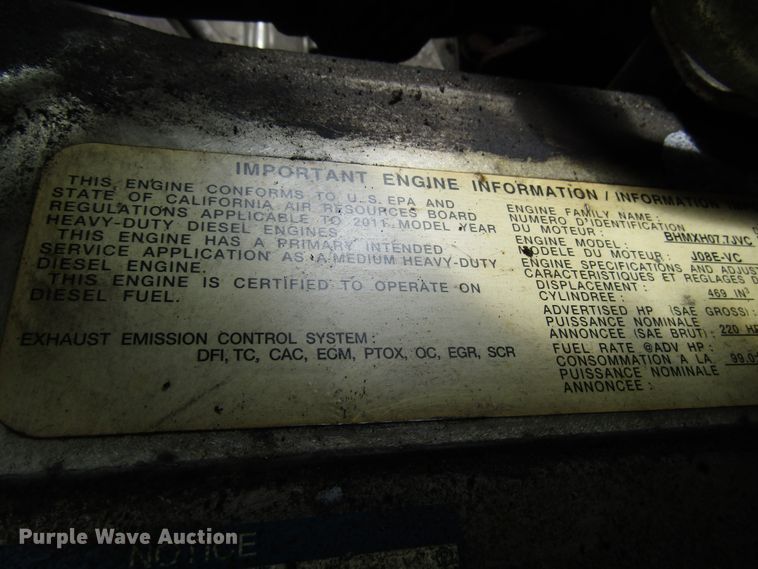 IMPORTANT ENGINE INFORMATION / INFORMATION
THIS ENGINE CONFORMS TO U.S. EPA AND
STATE OF CALIFORNIA AIR RESOURCES BOARD
REGULATIONS APPLICABLE TO 2011 MODEL YEAR
HEAVY-DUTY DIESEL ENGINES.
THIS ENGINE HAS A PRIMARY INTENDED
SERVICE APPLICATION AS A MEDIUM HEAVY-DUTY
DIESEL ENGINE.
THIS ENGINE IS CERTIFIED TO OPERATE ON
DIESEL FUEL.
EXHAUST EMISSION CONTROL SYSTEM :
DFI, TC, CAC, ECM, PTOX, OC, EGR, SCR
ENGINE FAMILY NAME :
NUMERO D'IDENTIFICATION
DU MOTEUR : BHMXH07.7JVC
ENGINE MODEL :
MODELE DU MOTEUR : J08E-VC
ENGINE SPECIFICATIONS AND ADJUST
CARACTERISTIQUES ET REGLAGES D
DISPLACEMENT :
CYLINDREE : 469 IN³
ADVERTISED HP (SAE GROSS) :
PUISSANCE NOMINALE
ANNONCEE (SAE BRUT) : 220 HP
FUEL RATE @ADV HP :
CONSOMMATION A LA 99.0
PUISSANCE NOMINALE
ANNONCEE :
NOTICE
Purple Wave Auction